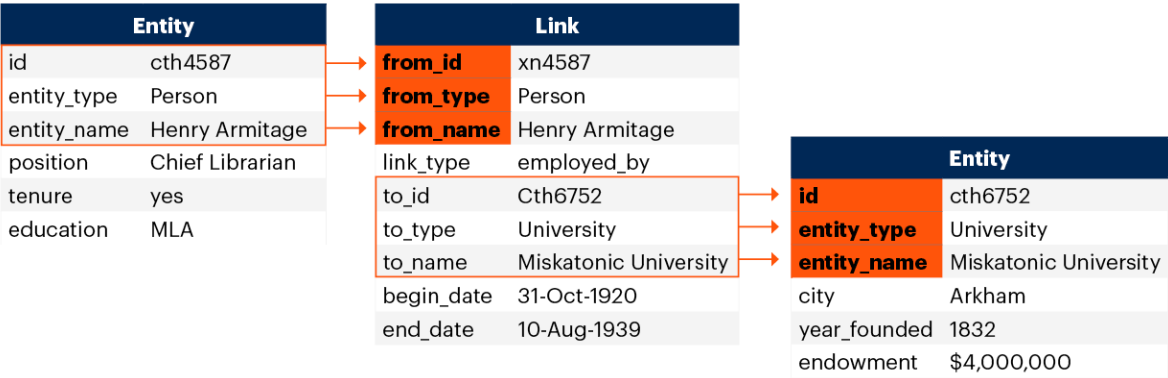 Entity
id cth4587
entity_type Person
entity_name Henry Armitage
position Chief Librarian
tenure yes
education MLA
Link
from_id xn4587
from_type Person
from_name Henry Armitage
link_type employed_by
to_id Cth6752
to_type University
to_name Miskatonic University
begin_date 31-Oct-1920
end_date 10-Aug-1939
Entity
id cth6752
entity_type University
entity_name Miskatonic University
city Arkham
year_founded 1832
endowment $4,000,000